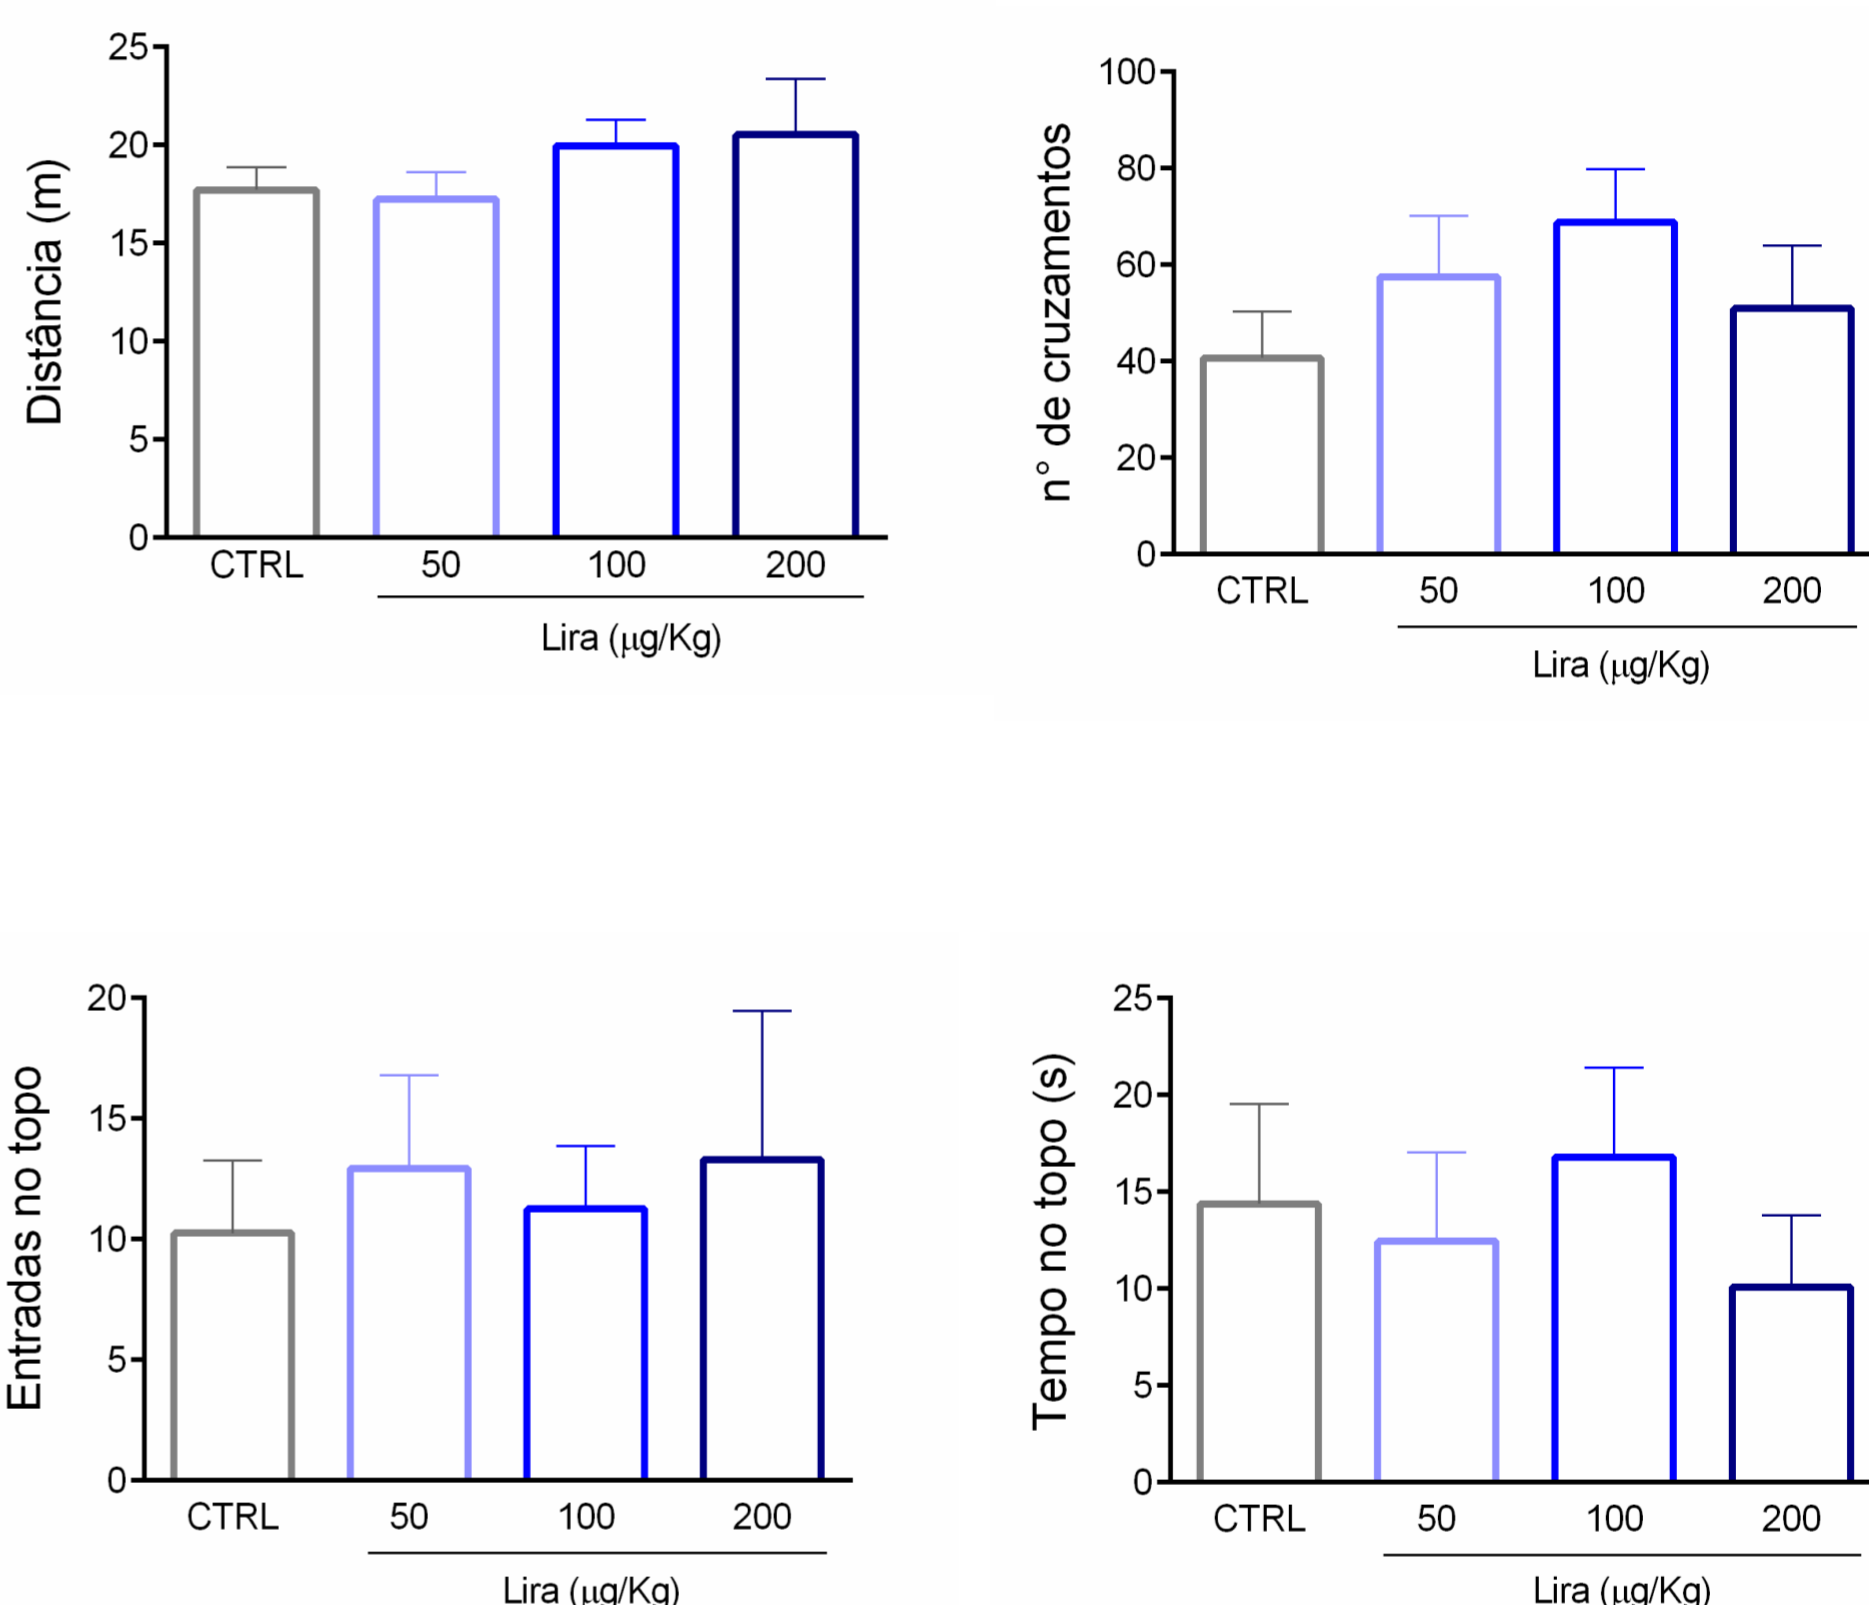 Distância (m)
25
20
15
10
5
0
CTRL 50 100 200
Lira (μg/Kg)
n° de cruzamentos
100
80
60
40
20
0
CTRL 50 100 200
Lira (μg/Kg)
Entradas no topo
20
15
10
5
0
CTRL 50 100 200
Lira (μg/Kg)
Tempo no topo (s)
25
20
15
10
5
0
CTRL 50 100 200
Lira (μg/Kg)